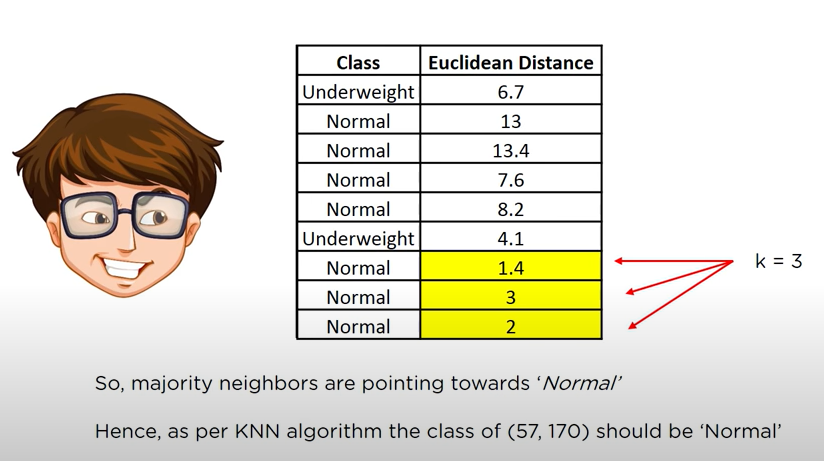 Class Euclidean Distance
Underweight 6.7
Normal 13
Normal 13.4
Normal 7.6
Normal 8.2
Underweight 4.1
Normal 1.4
k = 3
Normal 3
Normal 2
So, majority neighbors are pointing towards ‘Normal’
Hence, as per KNN algorithm the class of (57, 170) should be ‘Normal’